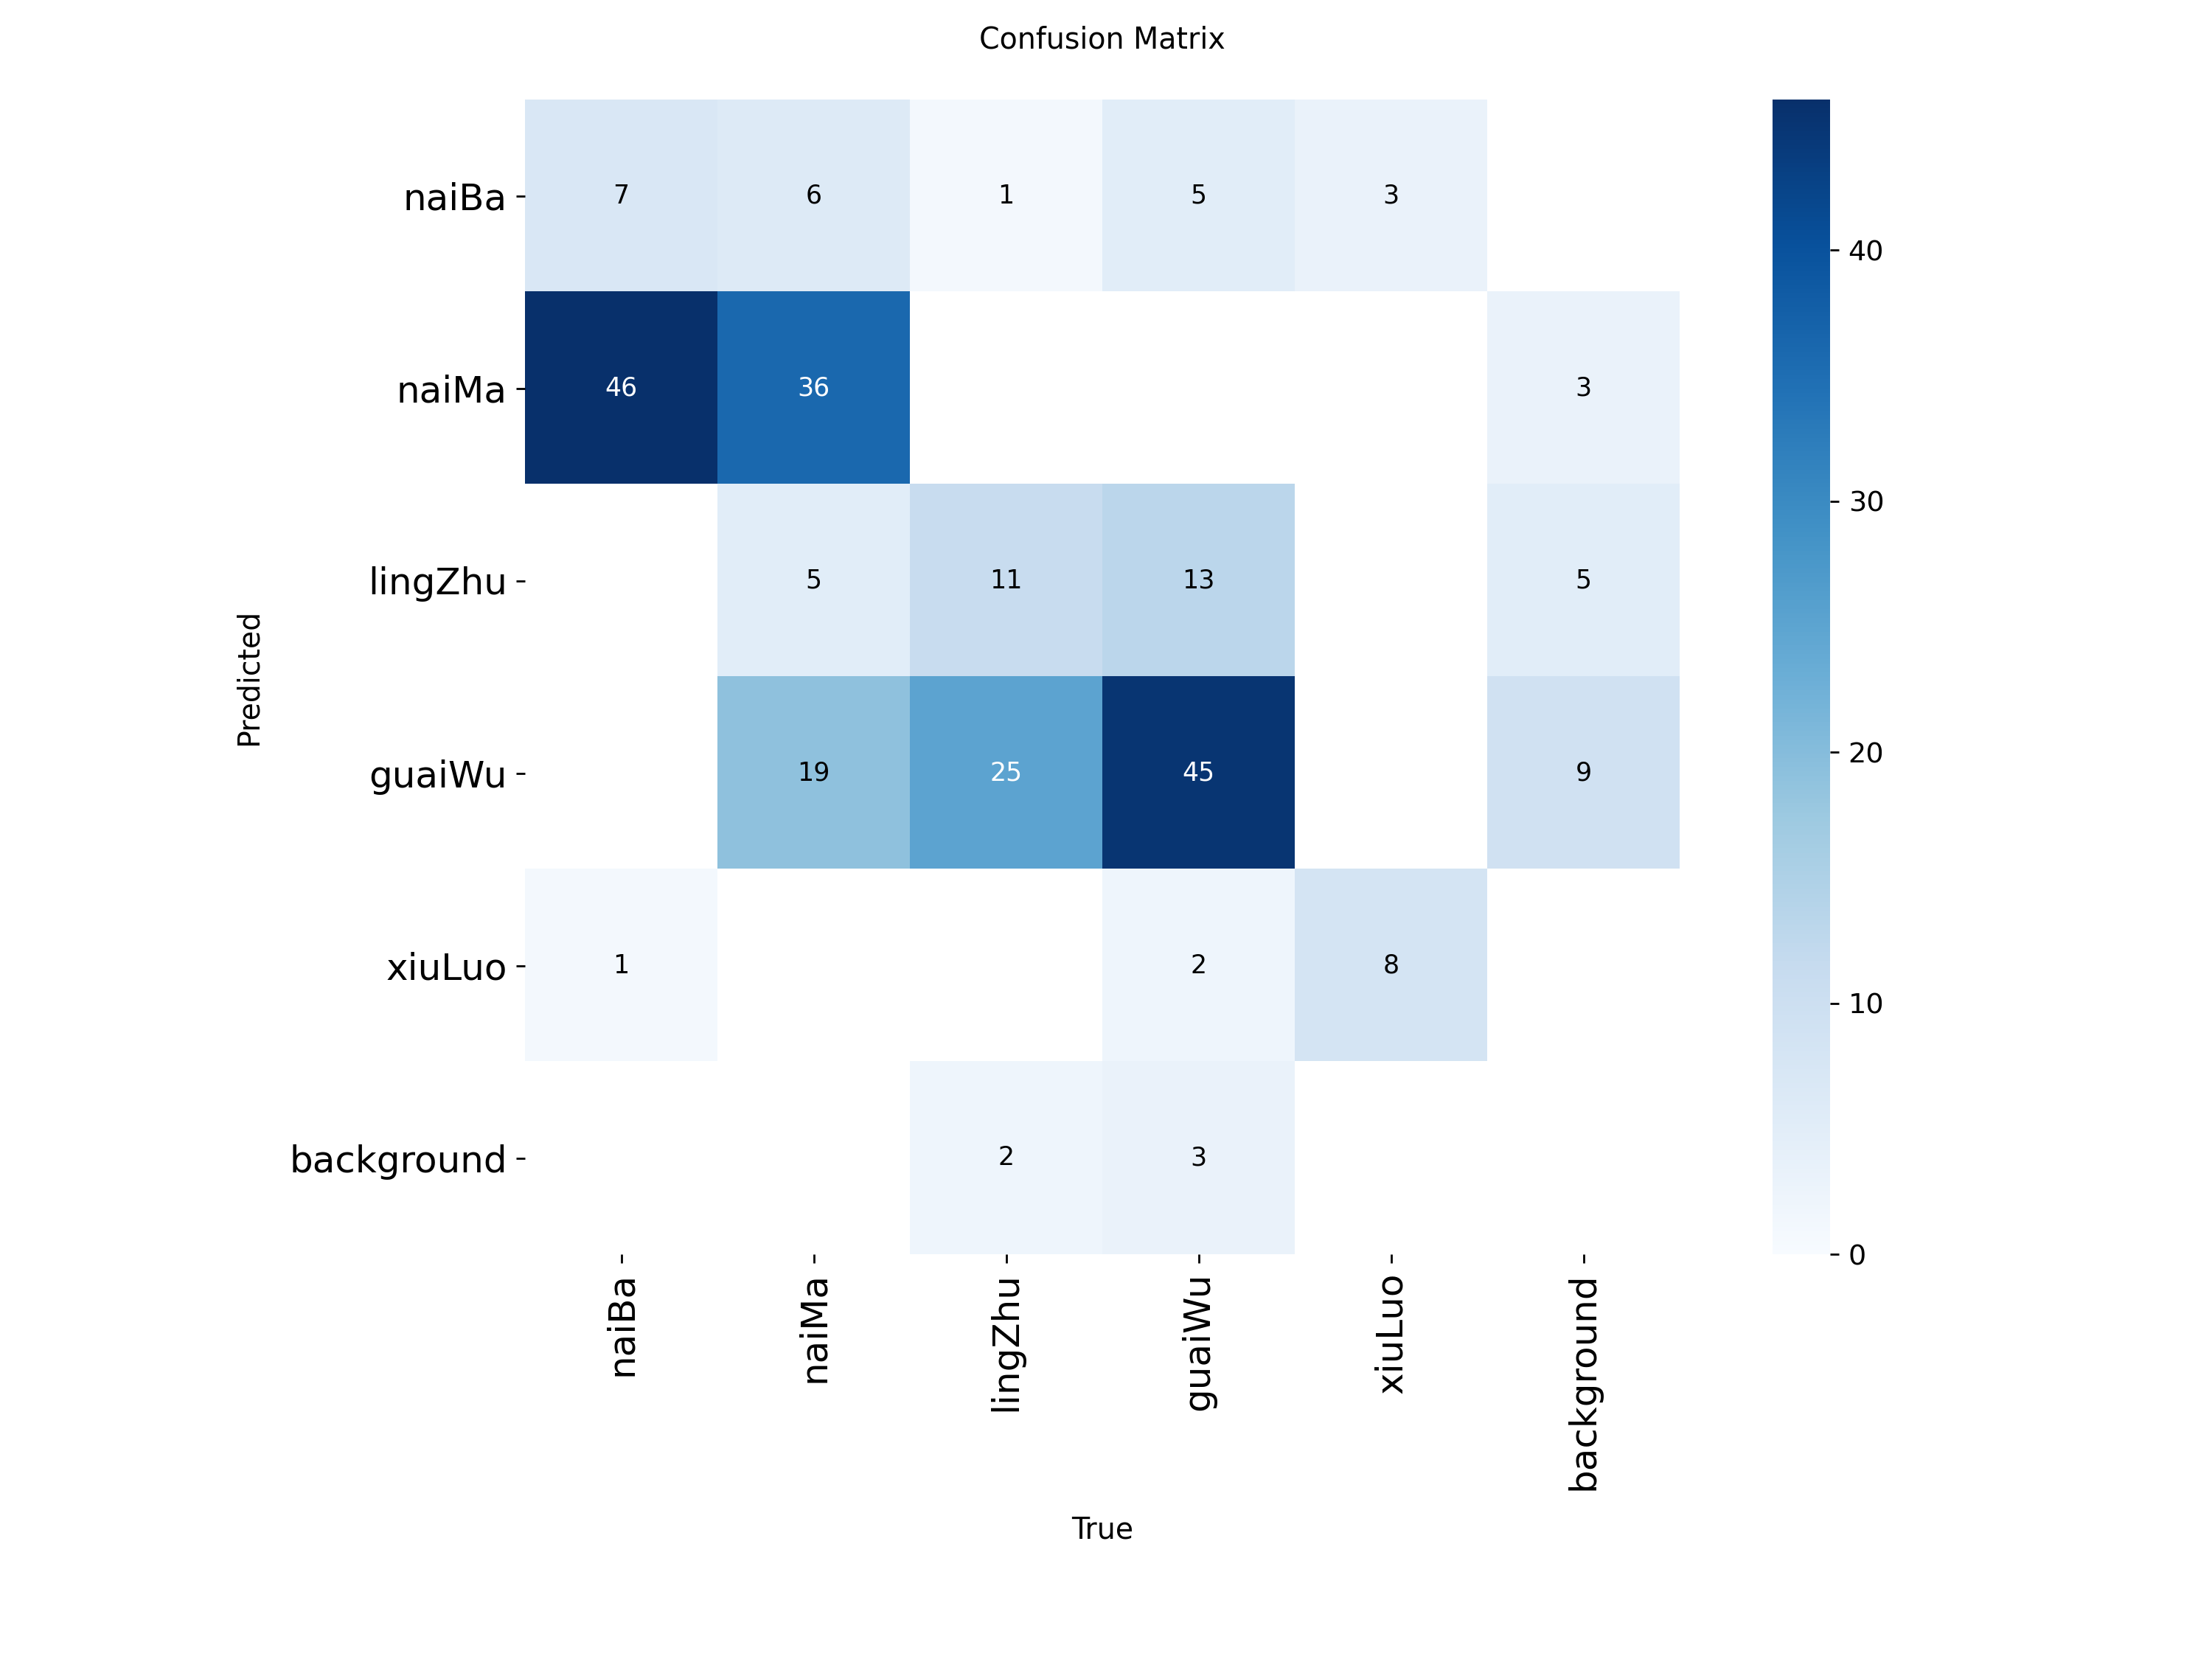 Confusion Matrix
naiBa 7 6 1 5 3
naiMa 46 36 3
lingZhu 5 11 13 5
guaiWu 19 25 45 9
xiuLuo 1 2 8
background 2 3
Predicted
naiBa naiMa lingZhu guaiWu xiuLuo background
True
40
30
20
10
0